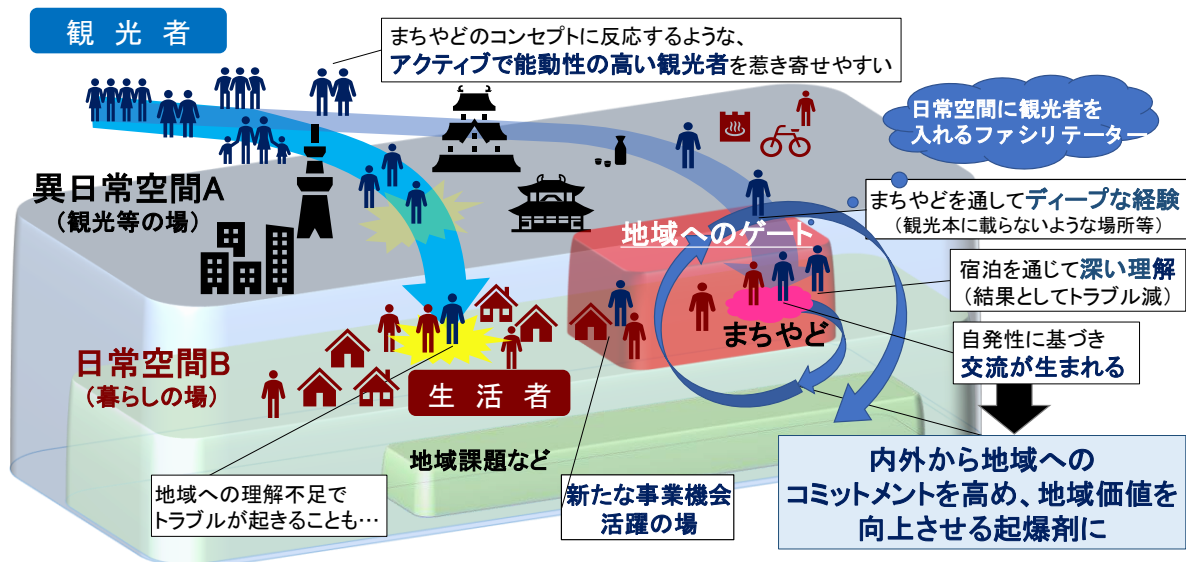 観光者
まちやどのコンセプトに反応するような、
アクティブで能動性の高い観光者を惹き寄せやすい
日常空間に観光者を
入れるファシリテーター
異日常空間A
（観光等の場）
まちやどを通してディープな経験
（観光本に載らないような場所等）
地域へのゲート
宿泊を通じて深い理解
（結果としてトラブル減）
まちやど
自発性に基づき
交流が生まれる
日常空間B
（暮らしの場）
生活者
地域課題など
内外から地域への
コミットメントを高め、地域価値を
向上させる起爆剤に
地域への理解不足で
トラブルが起きることも…
新たな事業機会
活躍の場